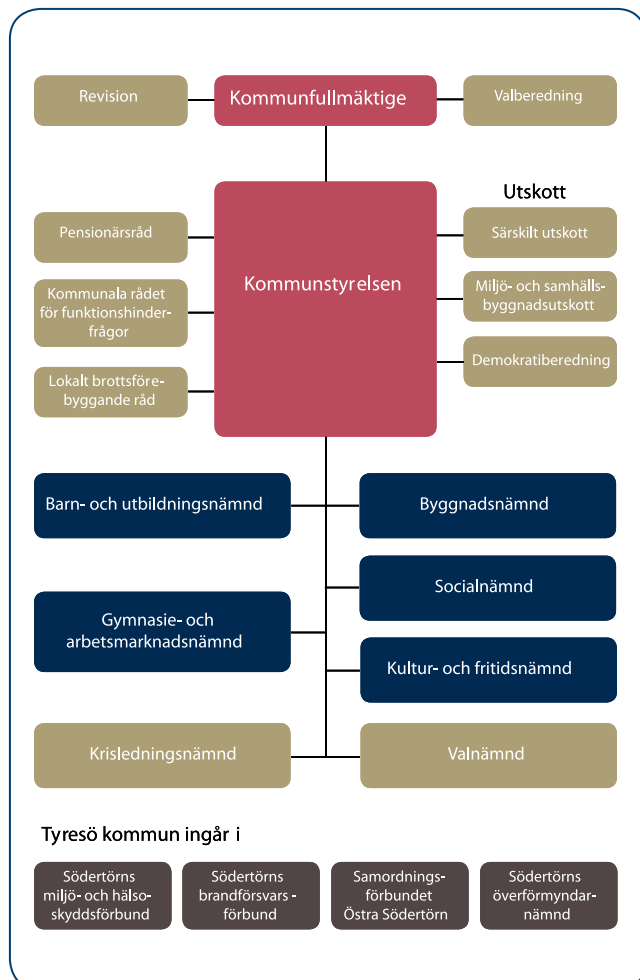 Revision
Kommunfullmäktige
Valberedning
Utskott
Pensionärsråd
Särskilt utskott
Kommunstyrelsen
Kommunala rådet
för funktionshinder-
frågor
Miljö- och samhälls-
byggnadsutskott
Lokalt brottsföre-
byggande råd
Demokratiberedning
Barn- och utbildningsnämnd
Byggnadsnämnd
Socialnämnd
Gymnasie- och
arbetsmarknadsnämnd
Kultur- och fritidsnämnd
Krisledningsnämnd
Valnämnd
Tyresö kommun ingår i
Södertörns
miljö- och hälso-
skyddsförbund
Södertörns
brandförsvars -
förbund
Samordnings-
förbundet
Östra Södertörn
Södertörns
överförmyndar-
nämnd